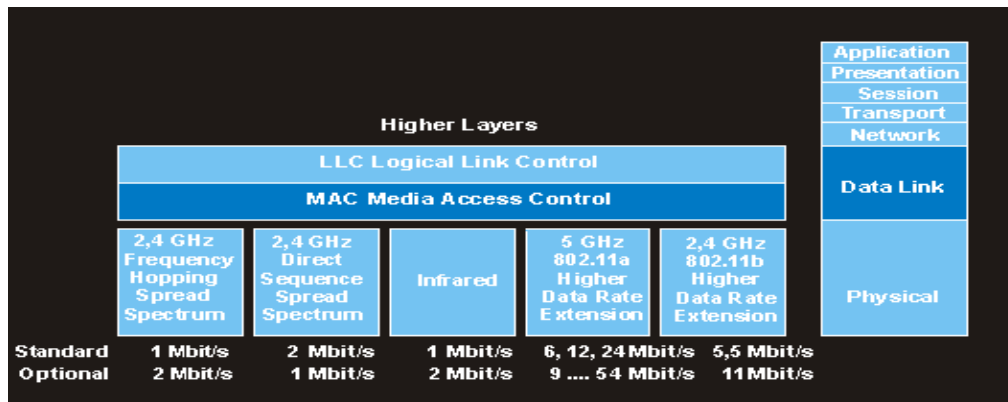 Higher Layers
LLC Logical Link Control
MAC Media Access Control
2,4 GHz
Frequency
Hopping
Spread
Spectrum
2,4 GHz
Direct
Sequence
Spread
Spectrum
Infrared
5 GHz
802.11a
Higher
Data Rate
Extension
2,4 GHz
802.11b
Higher
Data Rate
Extension
Standard 1 Mbit/s 2 Mbit/s 1 Mbit/s 6, 12, 24Mbit/s 5,5 Mbit/s
Optional 2 Mbit/s 1 Mbit/s 2 Mbit/s 9 .... 54 Mbit/s 11Mbit/s
Application
Presentation
Session
Transport
Network
Data Link
Physical